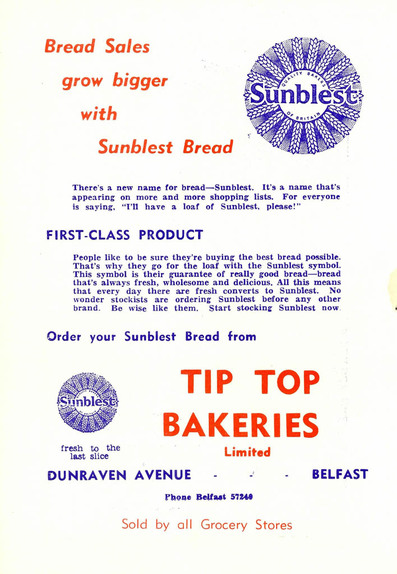 Bread Sales
grow bigger
with
Sunblest Bread
QUALITY BAKERS
Sunblest
OF BRITAIN
There's a new name for bread—Sunblest. It's a name that's
appearing on more and more shopping lists. For everyone
is saying, "I'll have a loaf of Sunblest, please!"
FIRST-CLASS PRODUCT
People like to be sure they're buying the best bread possible.
That's why they go for the loaf with the Sunblest symbol.
This symbol is their guarantee of really good bread—bread
that's always fresh, wholesome and delicious. All this means
that every day there are fresh converts to Sunblest. No
wonder stockists are ordering Sunblest before any other
brand. Be wise like them. Start stocking Sunblest now
Order your Sunblest Bread from
Sunblest
fresh to the
last slice
TIP TOP
BAKERIES
Limited
DUNRAVEN AVENUE - - - BELFAST
Phone Belfast 57240
Sold by all Grocery Stores